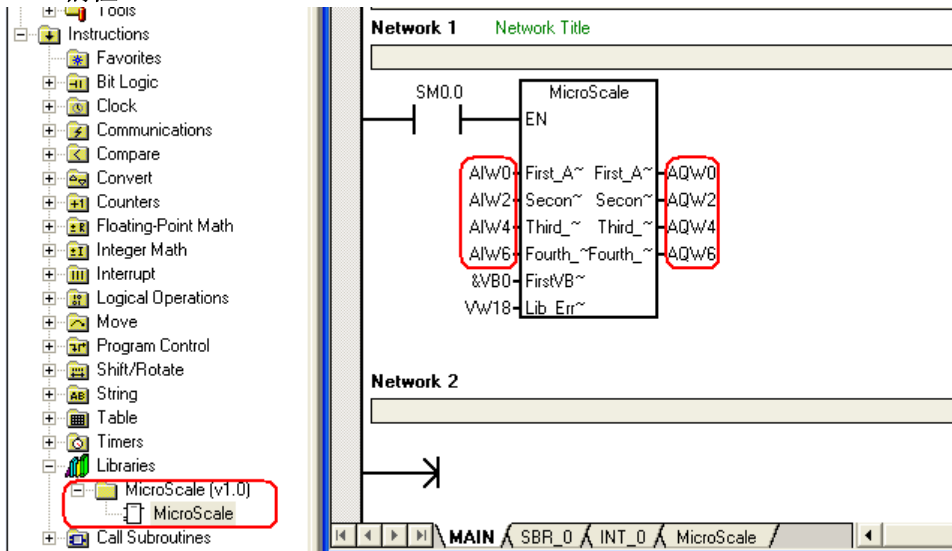 Tools
Instructions
Favorites
Bit Logic
Clock
Communications
Compare
Convert
Counters
Floating-Point Math
Integer Math
Interrupt
Logical Operations
Move
Program Control
Shift/Rotate
String
Table
Timers
Libraries
MicroScale (v1.0)
MicroScale
Call Subroutines
Network 1 Network Title
SM0.0 MicroScale
EN
AIW0 First_A~ First_A~ AQW0
AIW2 Secon~ Secon~ AQW2
AIW4 Third_~ Third_~ AQW4
AIW6 Fourth_~ Fourth_~ AQW6
&VB0 FirstVB~
VW18 Lib_Err~
Network 2
MAIN SBR_0 INT_0 MicroScale